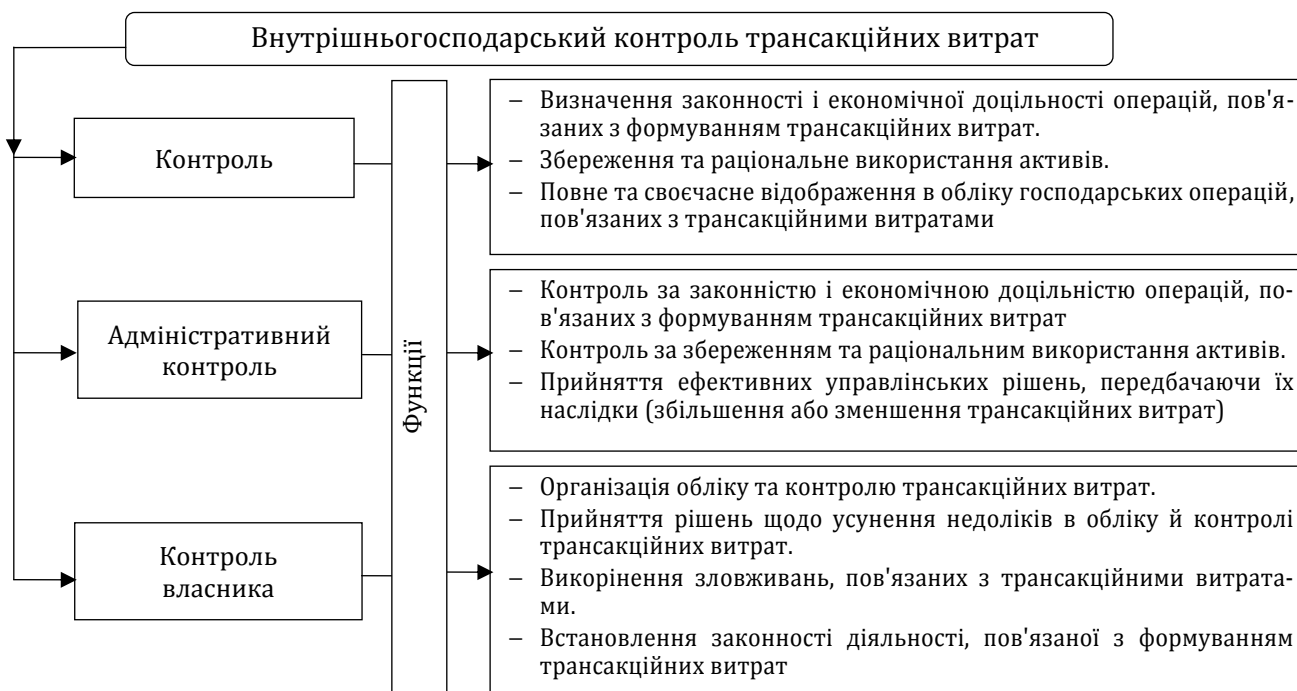 Внутрішньогосподарський контроль трансакційних витрат
Контроль
Функції
– Визначення законності і економічної доцільності операцій, пов'я-
заних з формуванням трансакційних витрат.
– Збереження та раціональне використання активів.
– Повне та своєчасне відображення в обліку господарських операцій,
пов'язаних з трансакційними витратами
Адміністративний
контроль
– Контроль за законністю і економічною доцільністю операцій, по-
в'язаних з формуванням трансакційних витрат
– Контроль за збереженням та раціональним використання активів.
– Прийняття ефективних управлінських рішень, передбачаючи їх
наслідки (збільшення або зменшення трансакційних витрат)
Контроль
власника
– Організація обліку та контролю трансакційних витрат.
– Прийняття рішень щодо усунення недоліків в обліку й контролі
трансакційних витрат.
– Викорінення зловживань, пов'язаних з трансакційними витрата-
ми.
– Встановлення законності діяльності, пов'язаної з формуванням
трансакційних витрат